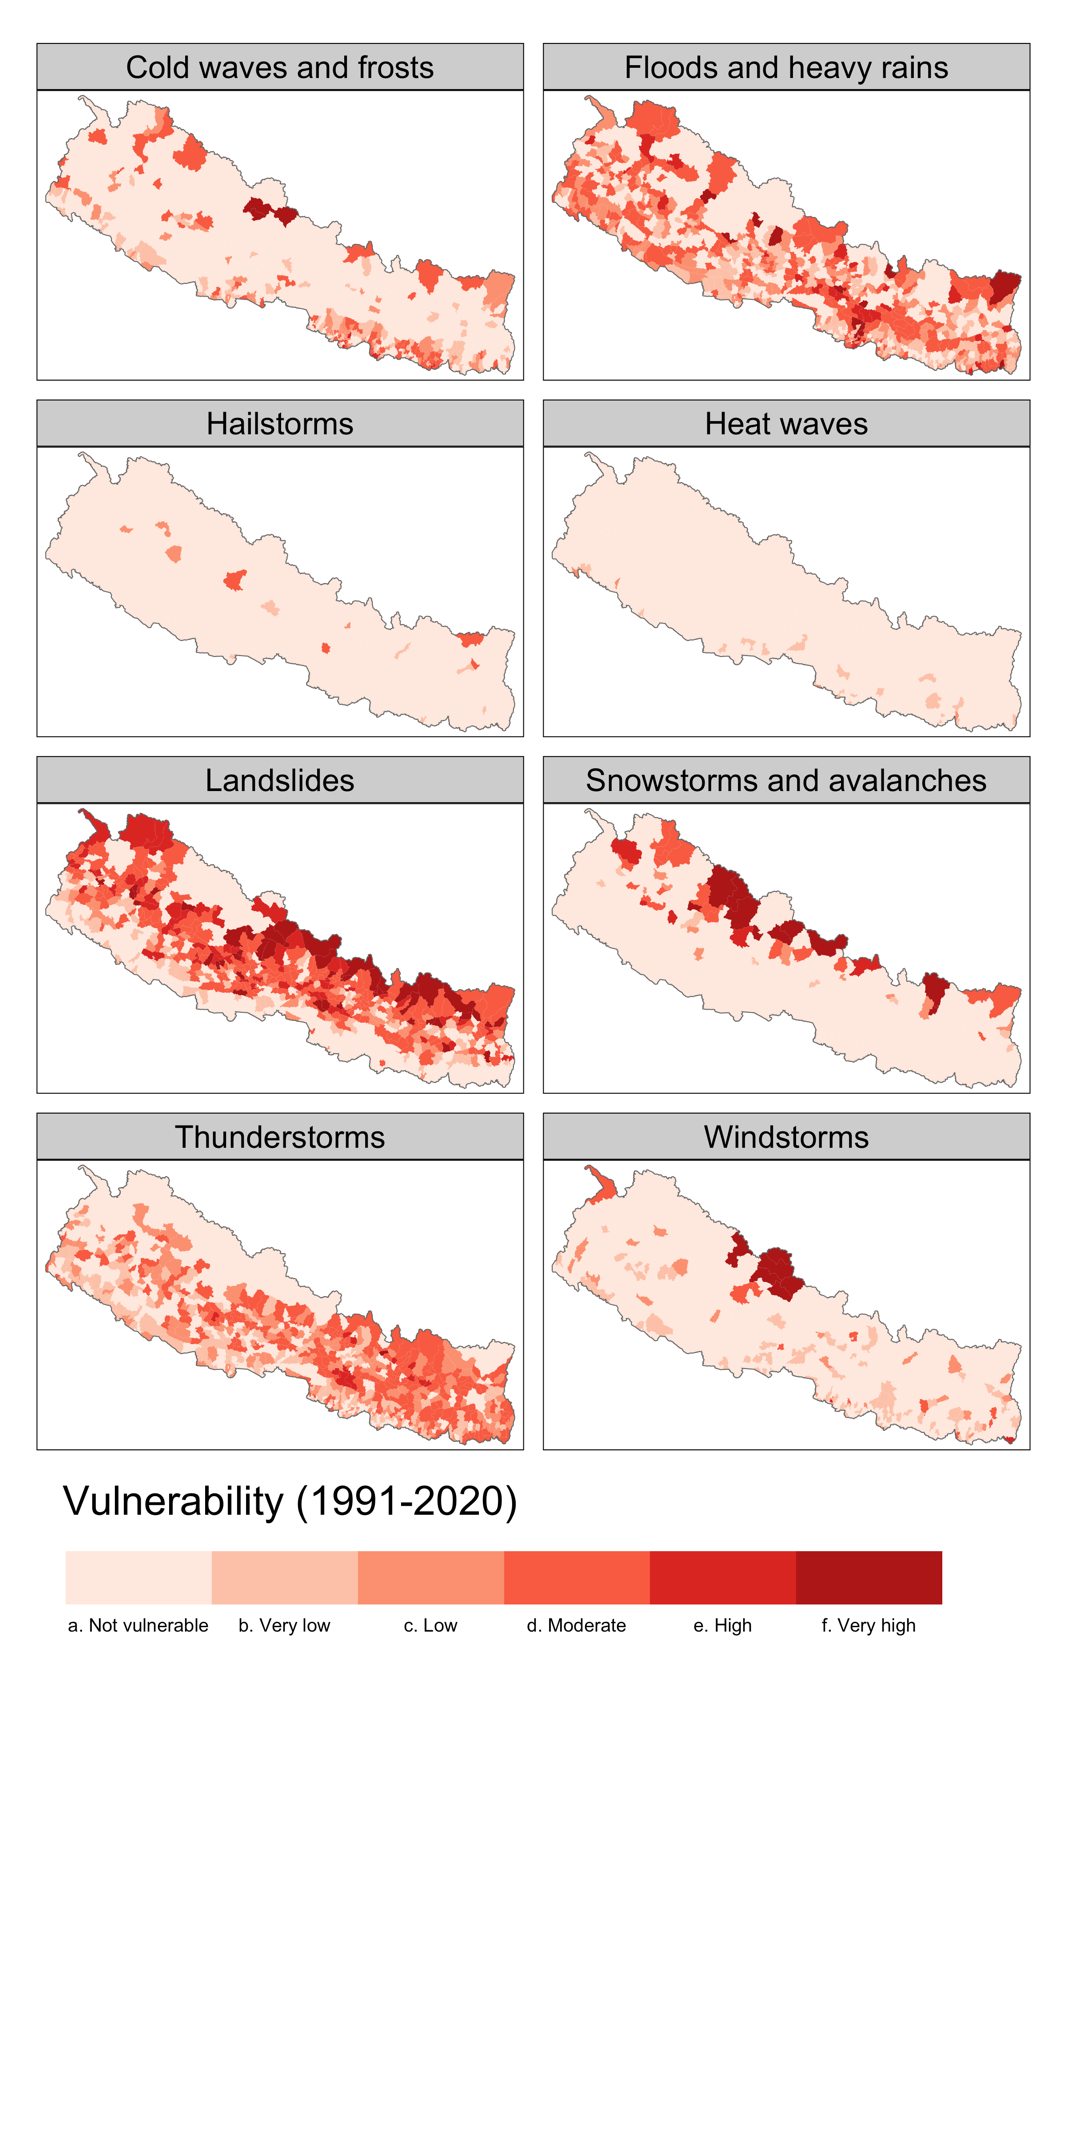 Cold waves and frosts
Floods and heavy rains
Hailstorms
Heat waves
Landslides
Snowstorms and avalanches
Thunderstorms
Windstorms
Vulnerability (1991-2020)
a. Not vulnerable
b. Very low
c. Low
d. Moderate
e. High
f. Very high